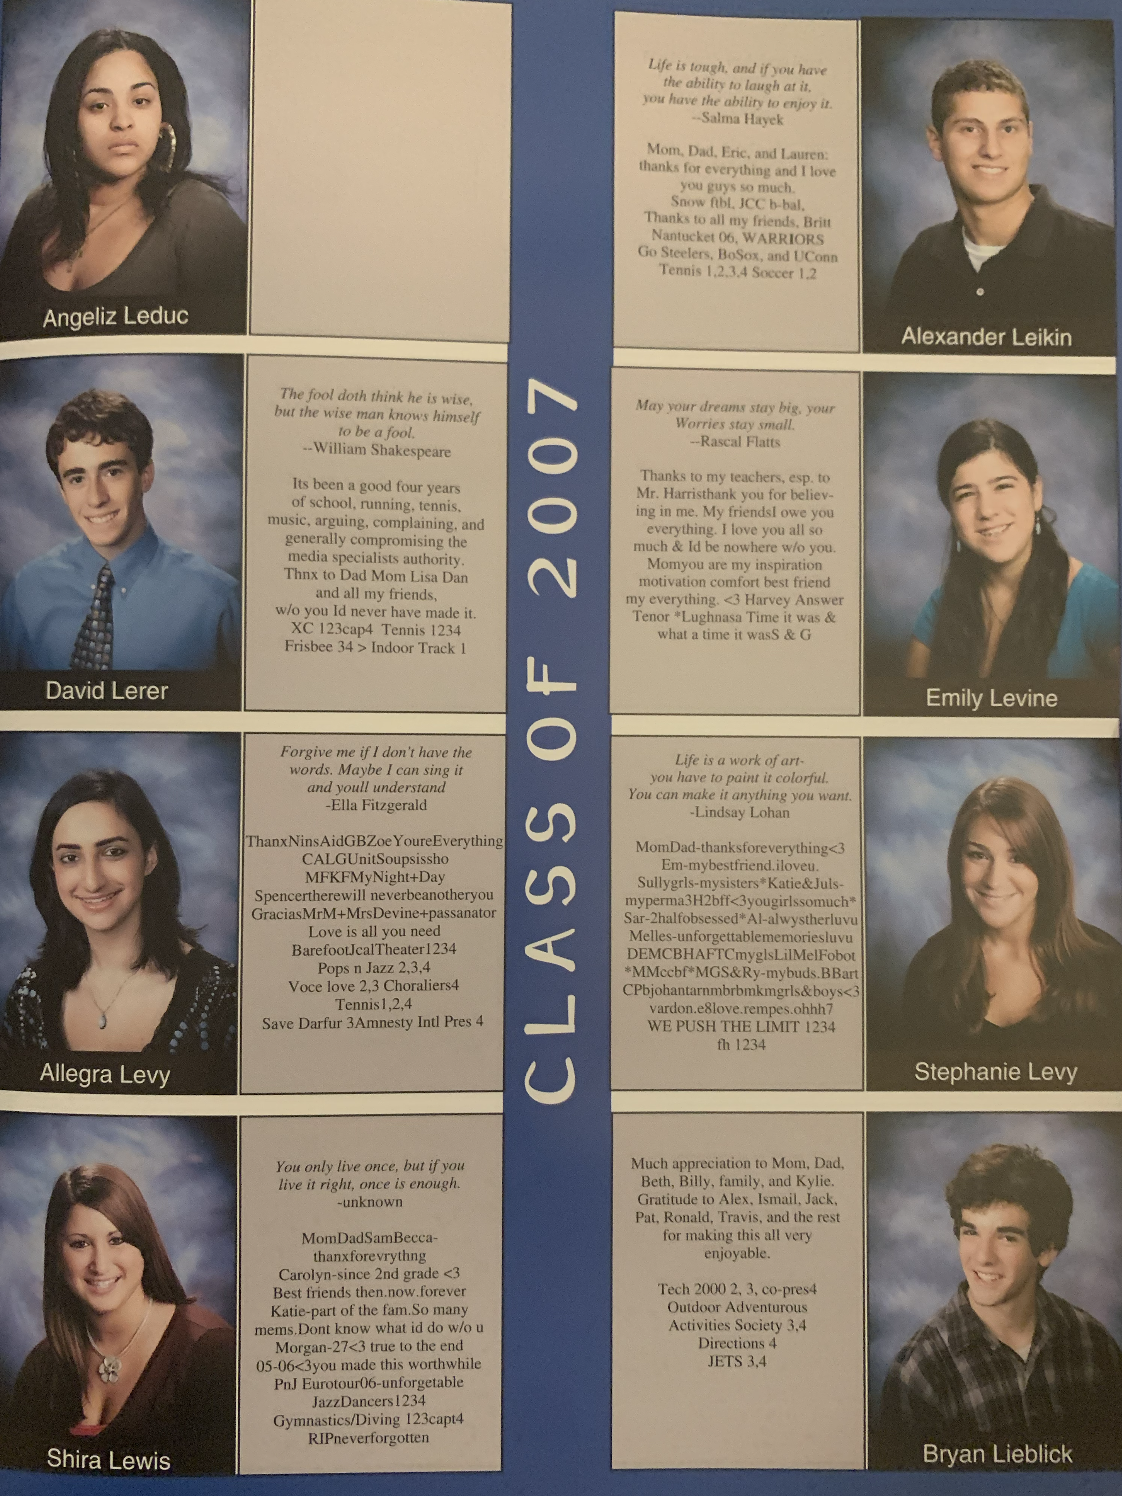 Angeliz Leduc
The fool doth think he is wise,
but the wise man knows himself
to be a fool.
--William Shakespeare
Its been a good four years
of school, running, tennis,
music, arguing, complaining, and
generally compromising the
media specialists authority.
Thnx to Dad Mom Lisa Dan
and all my friends,
w/o you Id never have made it.
XC 123cap4 Tennis 1234
Frisbee 34 > Indoor Track 1
David Lerer
Forgive me if I don't have the
words. Maybe I can sing it
and youll understand
-Ella Fitzgerald
ThanxNinsAidGBZoeYoureEverything
CALGUnitSoupsissho
MFKFMyNight+Day
Spencertherewill neverbeanotheryou
GraciasMrM+MrsDevine+passanator
Love is all you need
BarefootJcalTheater1234
Pops n Jazz 2,3,4
Voce love 2,3 Choraliers4
Tennis1,2,4
Save Darfur 3Amnesty Intl Pres 4
Allegra Levy
You only live once, but if you
live it right, once is enough.
-unknown
MomDadSamBecca-
thanxforevrythng
Carolyn-since 2nd grade <3
Best friends then.now.forever
Katie-part of the fam.So many
mems.Dont know what id do w/o u
Morgan-27<3 true to the end
05-06<3you made this worthwhile
PnJ Eurotour06-unforgetable
JazzDancers1234
Gymnastics/Diving 123capt4
RIPneverforgotten
Shira Lewis
CLASS OF 2007
Life is tough, and if you have
the ability to laugh at it,
you have the ability to enjoy it.
--Salma Hayek
Mom, Dad, Eric, and Lauren:
thanks for everything and I love
you guys so much.
Snow ftbl, JCC b-bal,
Thanks to all my friends, Britt
Nantucket 06, WARRIORS
Go Steelers, BoSox, and UConn
Tennis 1,2,3,4 Soccer 1,2
Alexander Leikin
May your dreams stay big, your
Worries stay small.
--Rascal Flatts
Thanks to my teachers, esp. to
Mr. Harristhank you for believ-
ing in me. My friendsI owe you
everything. I love you all so
much & Id be nowhere w/o you.
Momyou are my inspiration
motivation comfort best friend
my everything. <3 Harvey Answer
Tenor *Lughnasa Time it was &
what a time it wasS & G
Emily Levine
Life is a work of art-
you have to paint it colorful.
You can make it anything you want.
-Lindsay Lohan
MomDad-thanksforeverything<3
Em-mybestfriend.iloveu.
Sullygrls-mysisters*Katie&Juls-
myperma3H2bff<3yougirlssomuch*
Sar-2halfobsessed*Al-alwystherluvu
Melles-unforgettablememoriesluvu
DEMCBHAFTCmyglsLilMelFobot
*MMccbf*MGS&Ry-mybuds.BBart
CPbjohantarnmbrbmkmgrls&boys<3
vardon.e8love.rempes.ohhh7
WE PUSH THE LIMIT 1234
fh 1234
Stephanie Levy
Much appreciation to Mom, Dad,
Beth, Billy, family, and Kylie.
Gratitude to Alex, Ismail, Jack,
Pat, Ronald, Travis, and the rest
for making this all very
enjoyable.
Tech 2000 2, 3, co-pres4
Outdoor Adventurous
Activities Society 3,4
Directions 4
JETS 3,4
Bryan Lieblick